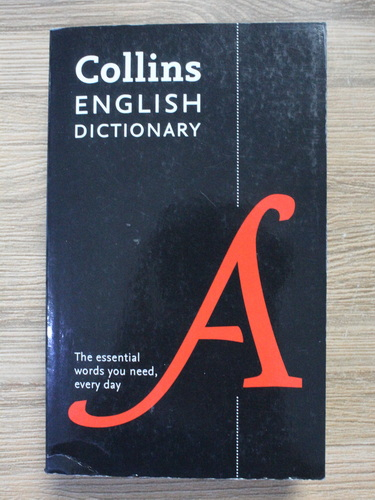 Collins
ENGLISH
DICTIONARY
A
The essential
words you need,
every day